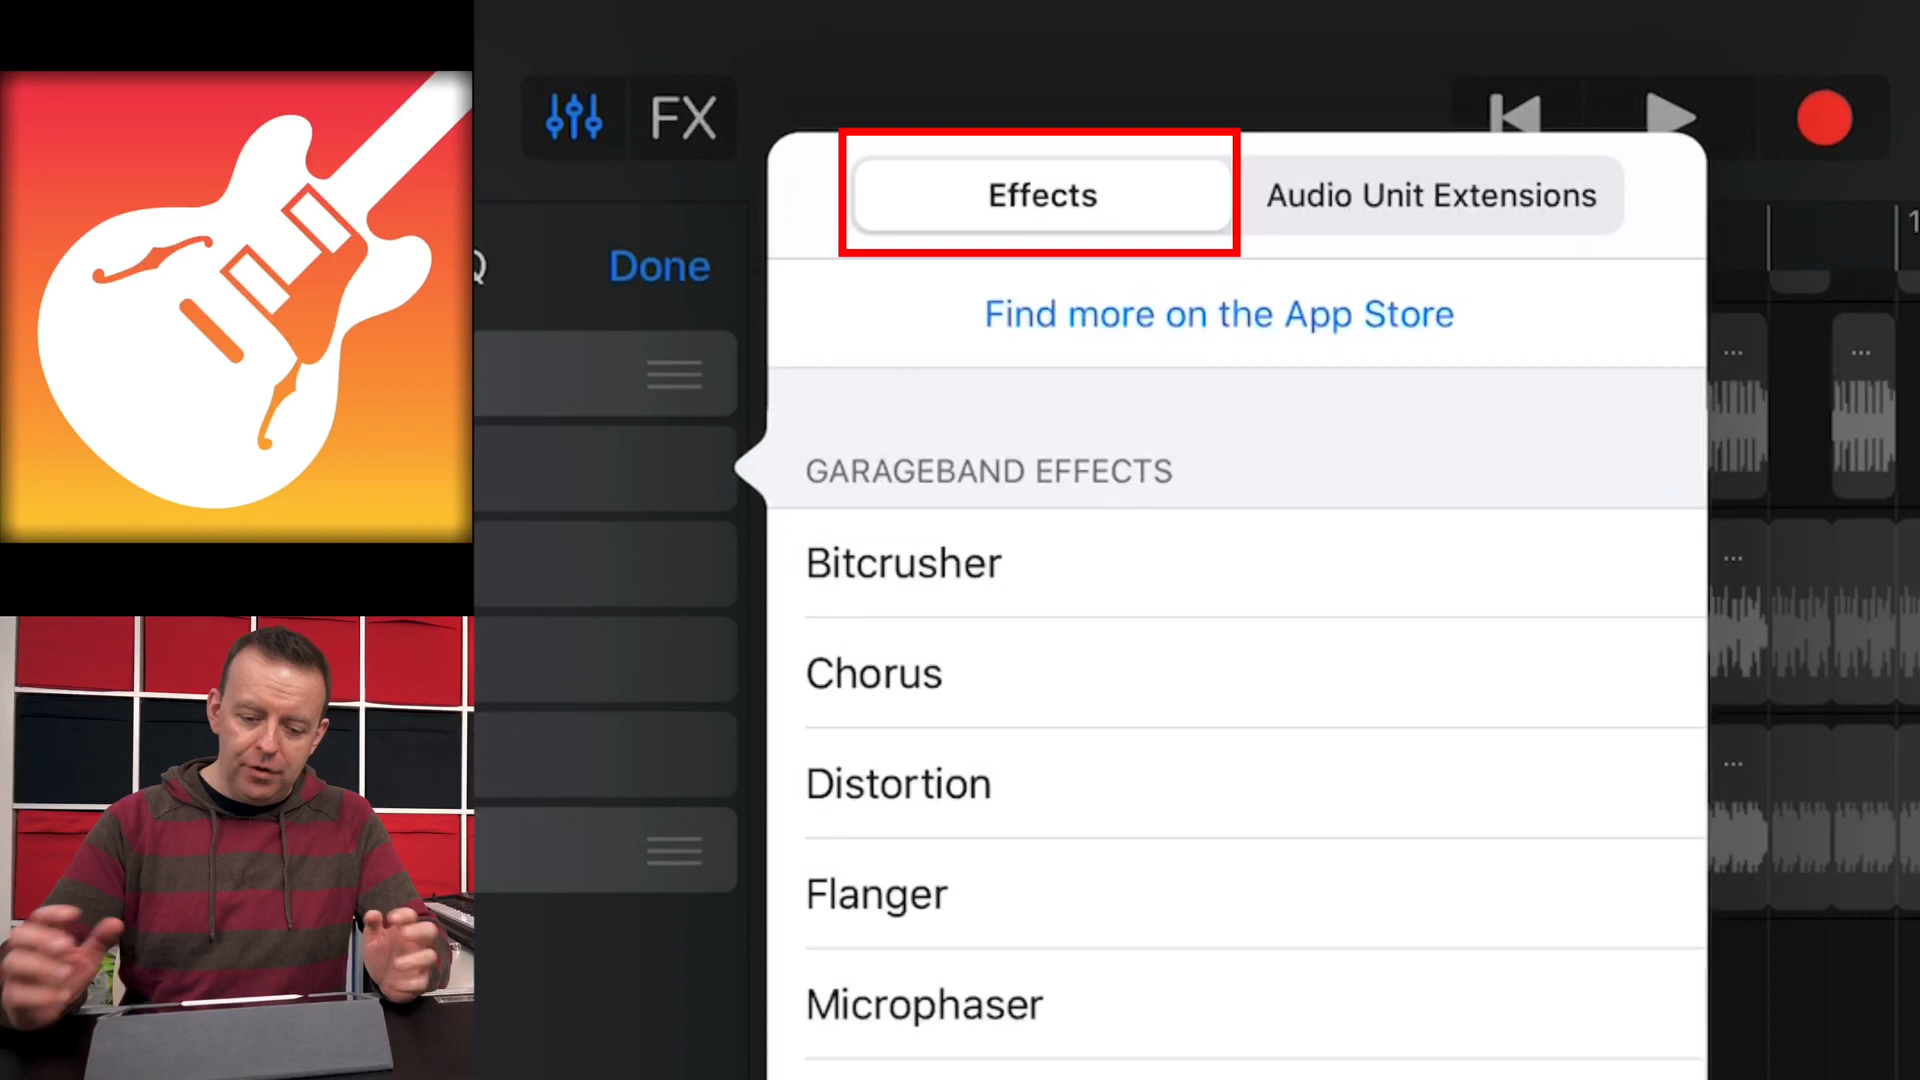 FX
Effects
Audio Unit Extensions
Done
Find more on the App Store
GARAGEBAND EFFECTS
Bitcrusher
Chorus
Distortion
Flanger
Microphaser